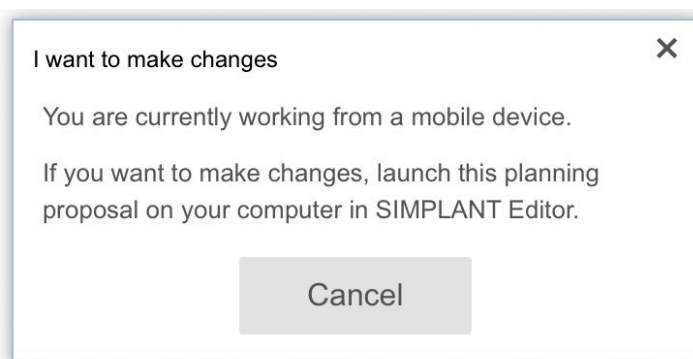 I want to make changes
You are currently working from a mobile device.
If you want to make changes, launch this planning
proposal on your computer in SIMPLANT Editor.
Cancel